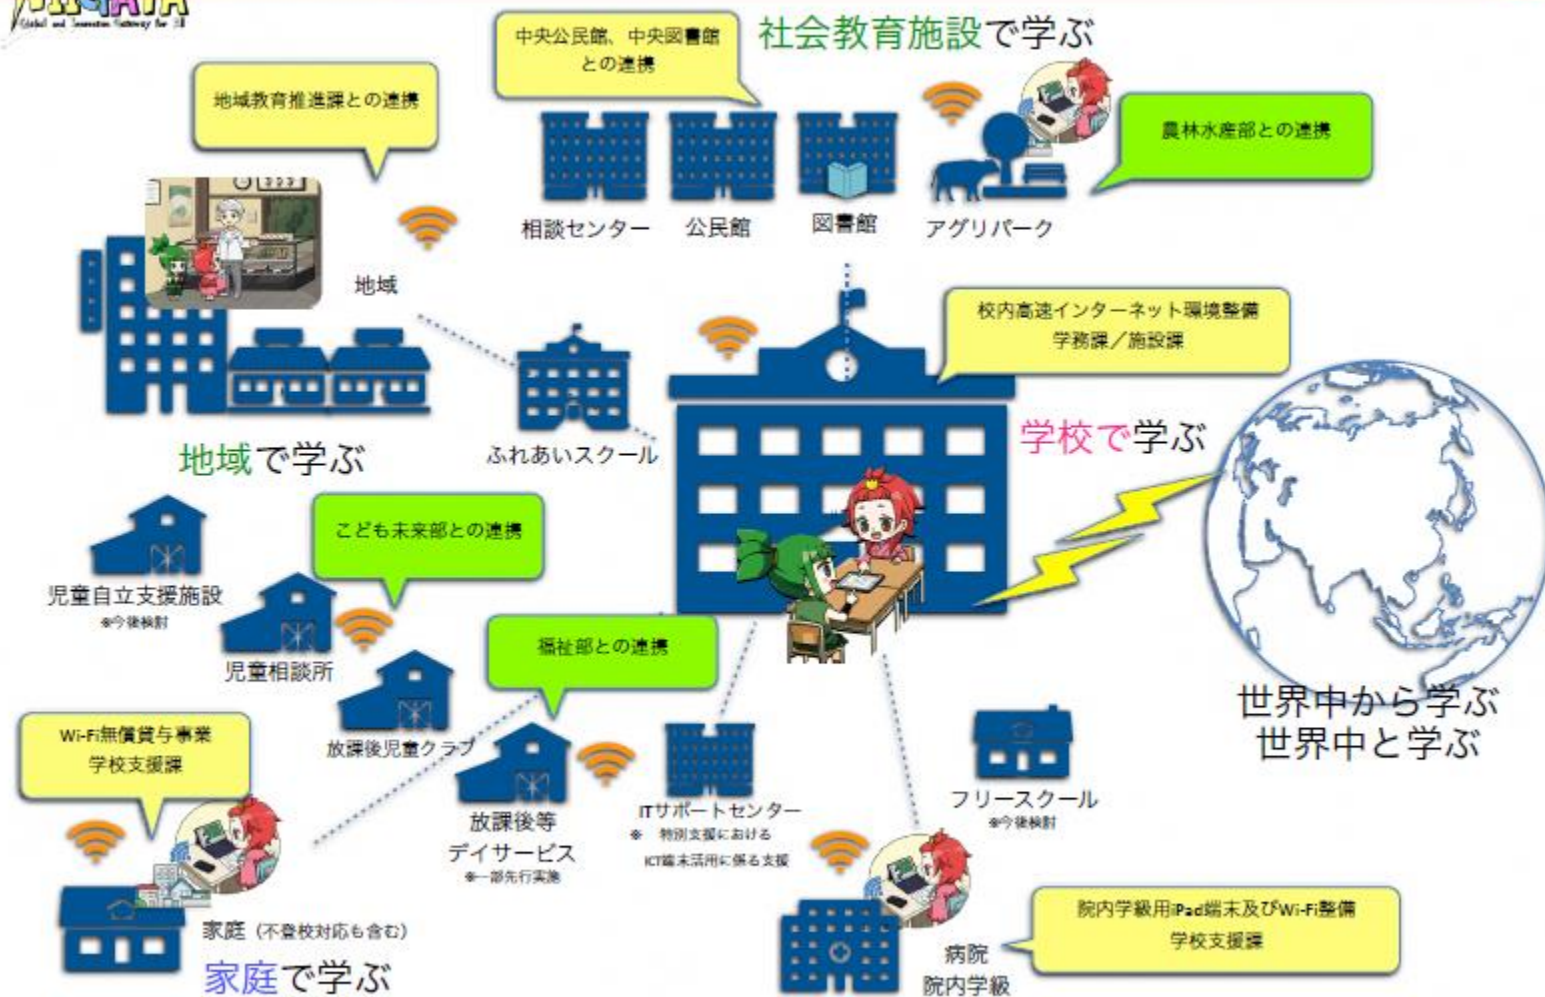 NIIGATA
中央公民館、中央図書館
との連携
社会教育施設で学ぶ
地域教育推進課との連携
農林水産部との連携
相談センター
公民館
図書館
アグリパーク
地域
校内高速インターネット環境整備
学務課／施設課
ふれあいスクール
学校で学ぶ
地域で学ぶ
こども未来部との連携
児童自立支援施設
※今後検討
児童相談所
福祉部との連携
放課後児童クラブ
世界中から学ぶ
世界中と学ぶ
Wi-Fi無償貸与事業
学校支援課
放課後等
デイサービス
※一部先行実施
ITサポートセンター
※ 特別支援における
ICT端末活用に係る支援
フリースクール
※今後検討
家庭（不登校対応も含む）
家庭で学ぶ
病院
院内学級
院内学級用iPad端末及びWi-Fi整備
学校支援課